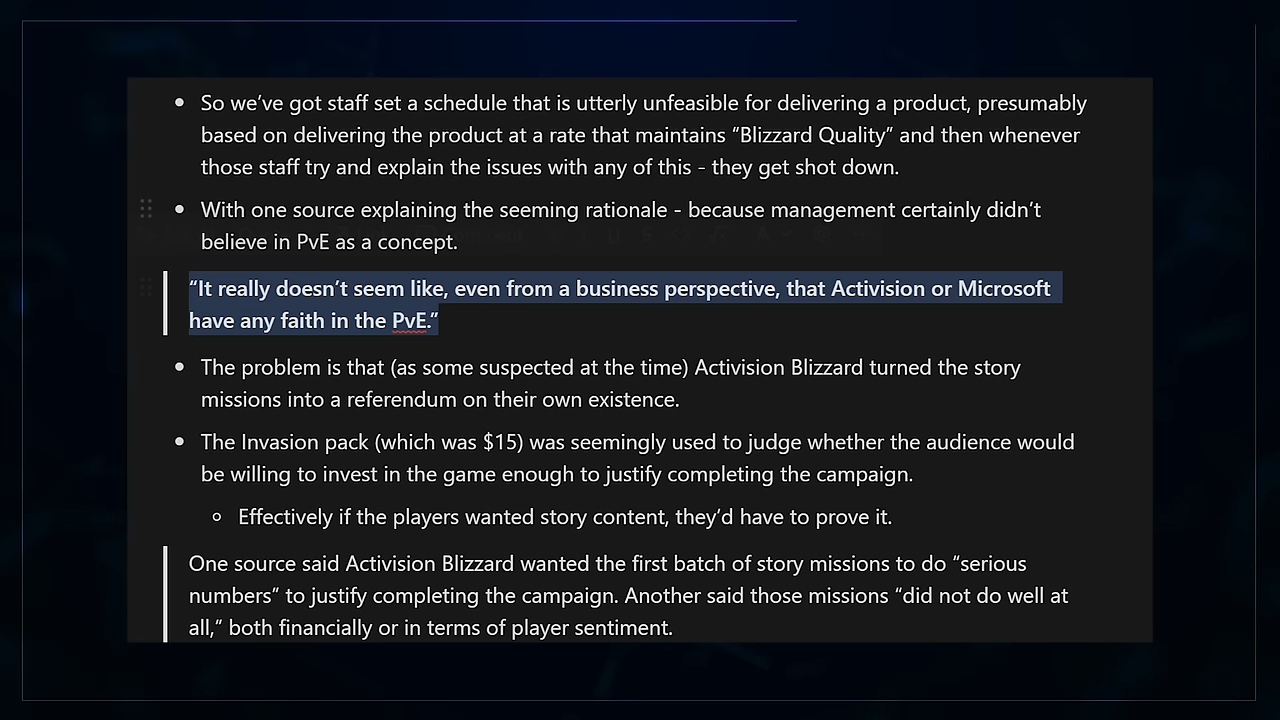 So we’ve got staff set a schedule that is utterly unfeasible for delivering a product, presumably
based on delivering the product at a rate that maintains “Blizzard Quality” and then whenever
those staff try and explain the issues with any of this - they get shot down.
With one source explaining the seeming rationale - because management certainly didn’t
believe in PvE as a concept.
“It really doesn’t seem like, even from a business perspective, that Activision or Microsoft
have any faith in the PvE.”
The problem is that (as some suspected at the time) Activision Blizzard turned the story
missions into a referendum on their own existence.
The Invasion pack (which was $15) was seemingly used to judge whether the audience would
be willing to invest in the game enough to justify completing the campaign.
Effectively if the players wanted story content, they’d have to prove it.
One source said Activision Blizzard wanted the first batch of story missions to do “serious
numbers” to justify completing the campaign. Another said those missions “did not do well at
all,” both financially or in terms of player sentiment.